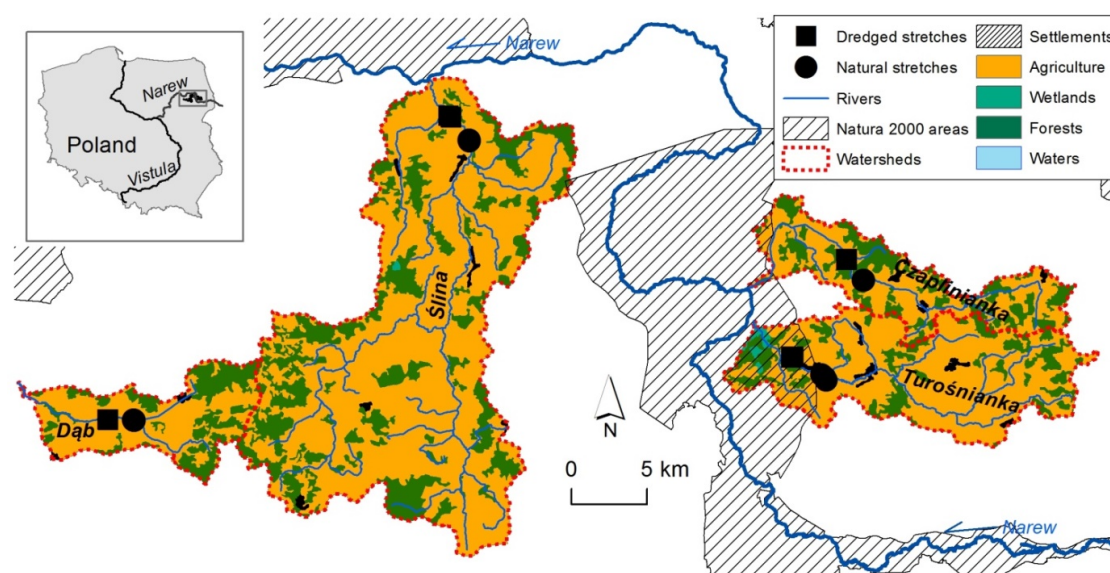 Narew
Poland
Vistula
Narew
Dredged stretches
Natural stretches
Rivers
Natura 2000 areas
Watersheds
Settlements
Agriculture
Wetlands
Forests
Waters
Ślina
Czaplinianka
Turośnianka
Dąb
N
0 5 km
Narew